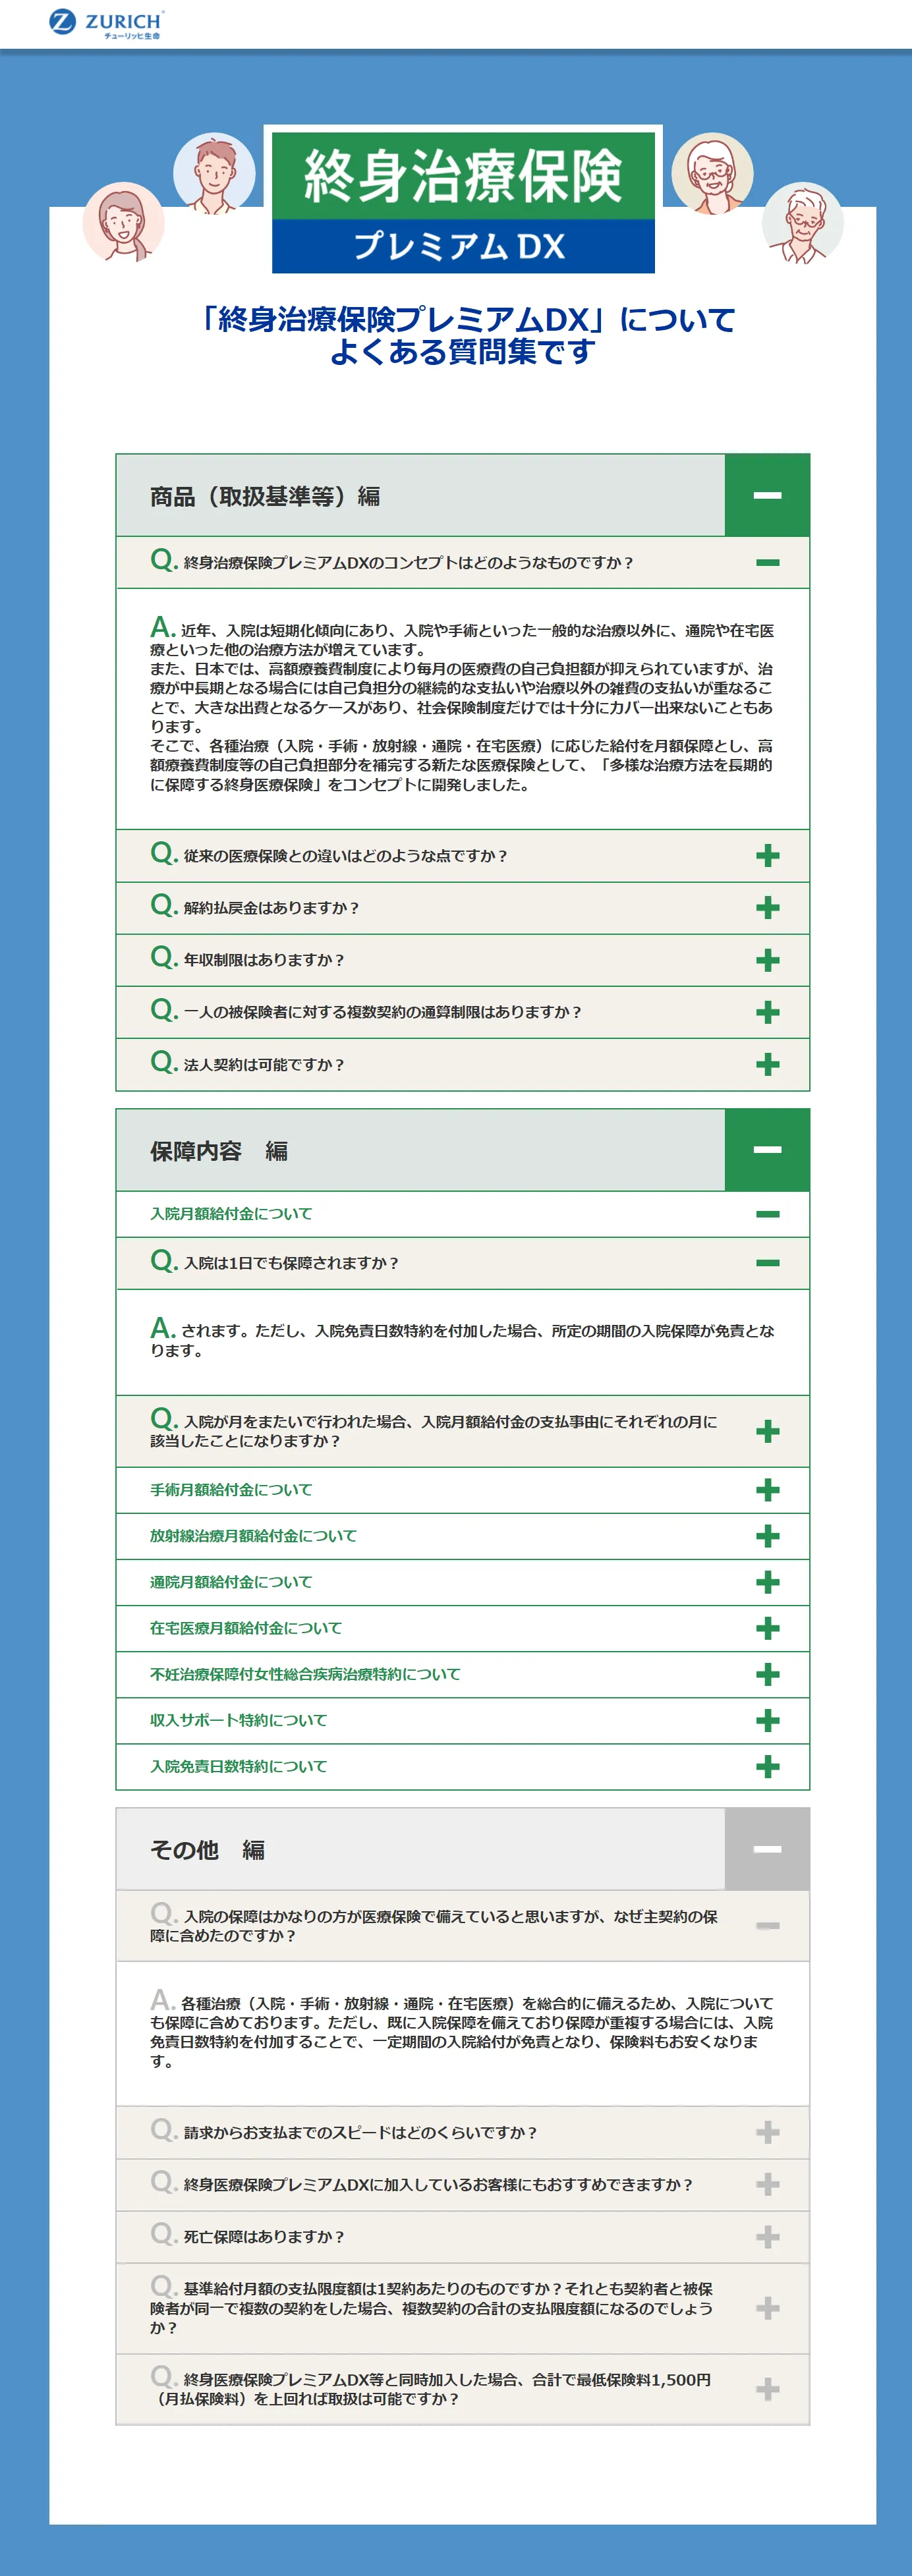 ZURICH
チューリッヒ生命
終身治療保険
プレミアム DX
「終身治療保険プレミアムDX」について
よくある質問集です
商品（取扱基準等）編
Q. 終身治療保険プレミアムDXのコンセプトはどのようなものですか？
A. 近年、入院は短期化傾向にあり、入院や手術といった一般的な治療以外に、通院や在宅医
療といった他の治療方法が増えています。
また、日本では、高額療養費制度により毎月の医療費の自己負担額が抑えられていますが、治
療が中長期となる場合には自己負担分の継続的な支払いや治療以外の雑費の支払いが重なるこ
とで、大きな出費となるケースがあり、社会保険制度だけでは十分にカバー出来ないこともあ
ります。
そこで、各種治療（入院・手術・放射線・通院・在宅医療）に応じた給付を月額保障とし、高
額療養費制度等の自己負担部分を補完する新たな医療保険として、「多様な治療方法を長期的
に保障する終身医療保険」をコンセプトに開発しました。
Q. 従来の医療保険との違いはどのような点ですか？
Q. 解約払戻金はありますか？
Q. 年収制限はありますか？
Q. 一人の被保険者に対する複数契約の通算制限はありますか？
Q. 法人契約は可能ですか？
保障内容　編
入院月額給付金について
Q. 入院は1日でも保障されますか？
A. されます。ただし、入院免責日数特約を付加した場合、所定の期間の入院保障が免責とな
ります。
Q. 入院が月をまたいで行われた場合、入院月額給付金の支払事由にそれぞれの月に
該当したことになりますか？
手術月額給付金について
放射線治療月額給付金について
通院月額給付金について
在宅医療月額給付金について
不妊治療保障付女性総合疾病治療特約について
収入サポート特約について
入院免責日数特約について
その他　編
Q. 入院の保障はかなりの方が医療保険で備えていると思いますが、なぜ主契約の保
障に含めたのですか？
A. 各種治療（入院・手術・放射線・通院・在宅医療）を総合的に備えるため、入院について
も保障に含めております。ただし、既に入院保障を備えており保障が重複する場合には、入院
免責日数特約を付加することで、一定期間の入院給付が免責となり、保険料もお安くなりま
す。
Q. 請求からお支払までのスピードはどのくらいですか？
Q. 終身医療保険プレミアムDXに加入しているお客様にもおすすめできますか？
Q. 死亡保障はありますか？
Q. 基準給付月額の支払限度額は1契約あたりのものですか？それとも契約者と被保
険者が同一で複数の契約をした場合、複数契約の合計の支払限度額になるのでしょう
か？
Q. 終身医療保険プレミアムDX等と同時加入した場合、合計で最低保険料1,500円
（月払保険料）を上回れば取扱は可能ですか？